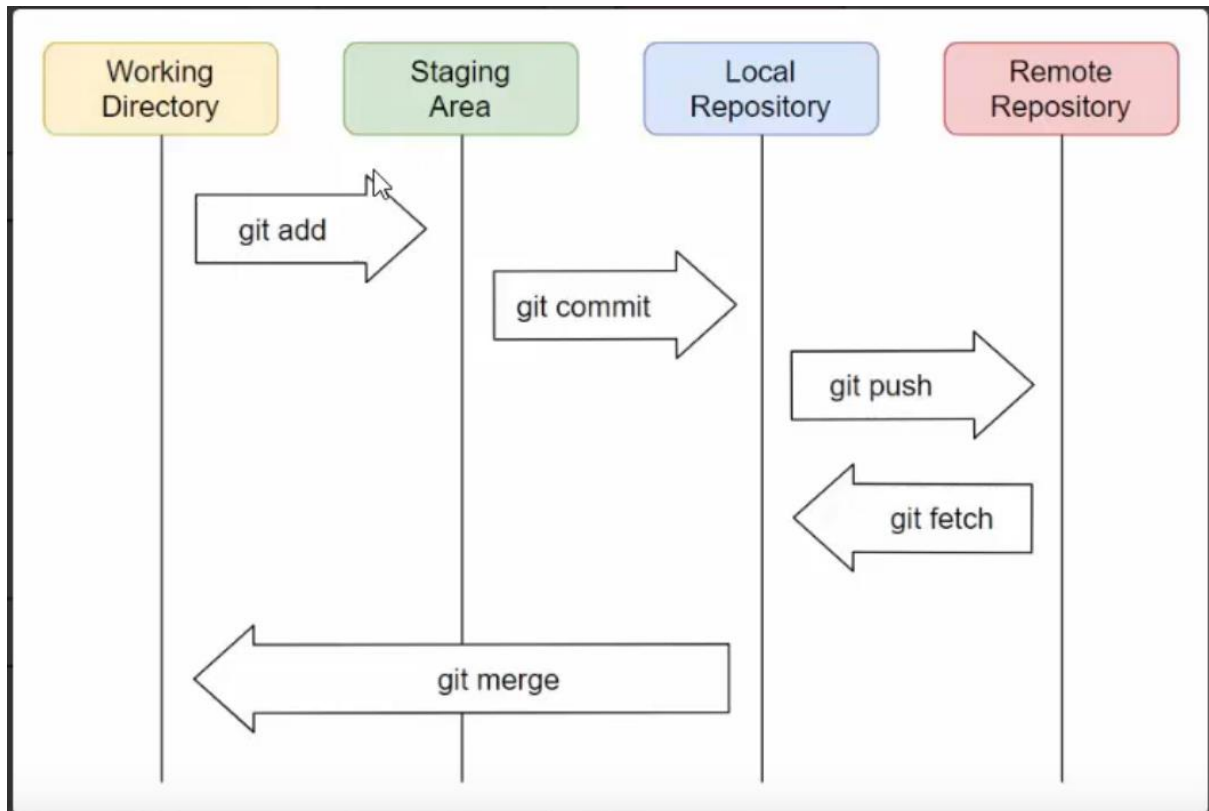 Working
Directory
Staging
Area
Local
Repository
Remote
Repository
git add
git commit
git push
git fetch
git merge